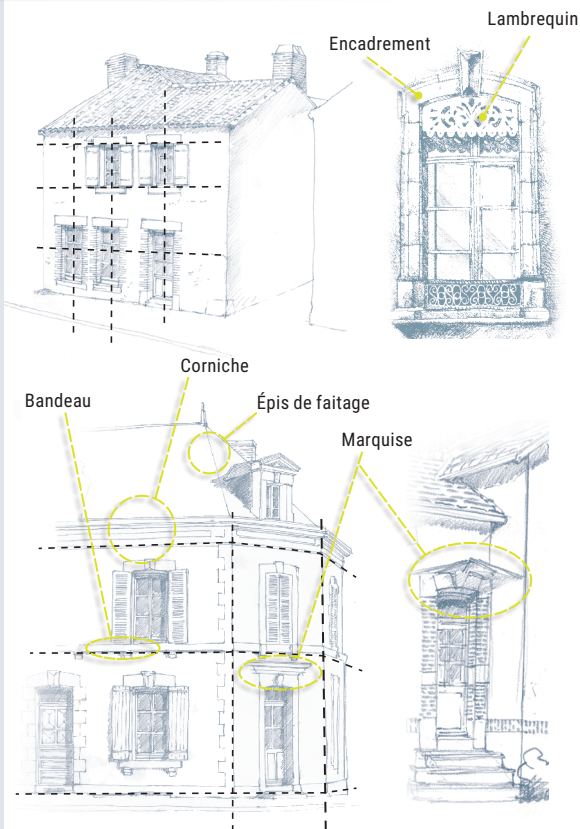 Lambrequin
Encadrement
Corniche
Bandeau
Épis de faitage
Marquise